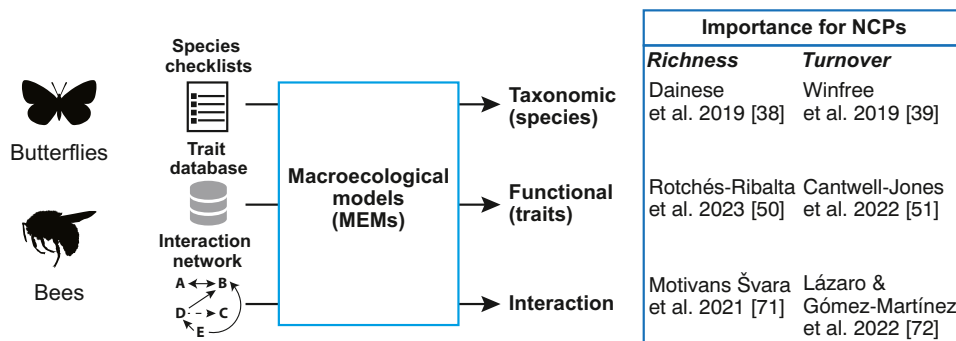 Butterflies
Bees
Species
checklists
Trait
database
Interaction
network
A B
D C
E
Macroecological
models
(MEMs)
Taxonomic
(species)
Functional
(traits)
Interaction
Importance for NCPs
Richness Turnover
Dainese Winfree
et al. 2019 [38] et al. 2019 [39]
Rotchés-Ribalta Cantwell-Jones
et al. 2023 [50] et al. 2022 [51]
Motivans Švara
et al. 2021 [71]
Lázaro &
Gómez-Martínez
et al. 2022 [72]